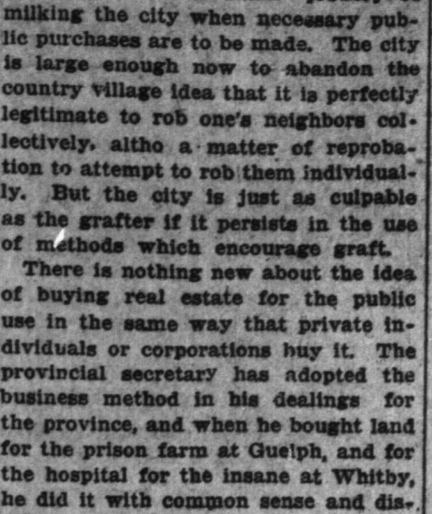 milking the city when necessary pub-
lic purchases are to be made. The city
is large enough now to abandon the
country village idea that it is perfectly
legitimate to rob one's neighbors col-
lectively, altho a matter of reproba-
tion to attempt to rob them individual-
ly. But the city is just as culpable
as the grafter if it persists in the use
of methods which encourage graft.
There is nothing new about the idea
of buying real estate for the public
use in the same way that private in-
dividuals or corporations buy it. The
provincial secretary has adopted the
business method in his dealings for
the province, and when he bought land
for the prison farm at Guelph, and for
the hospital for the insane at Whitby,
he did it with common sense and dis-